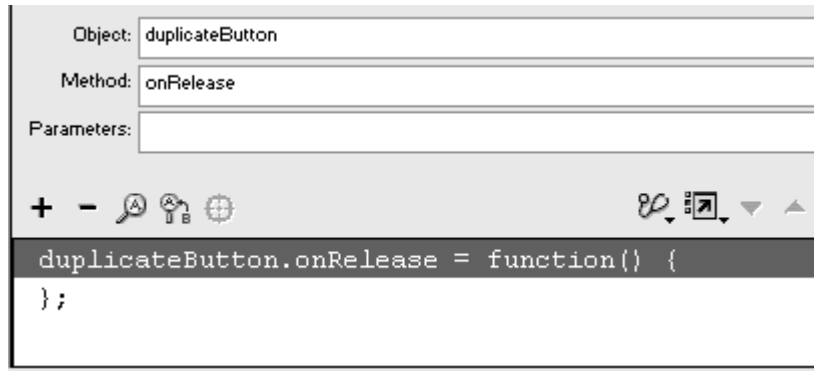 Object: duplicateButton
Method: onRelease
Parameters:
duplicateButton.onRelease = function() {
};